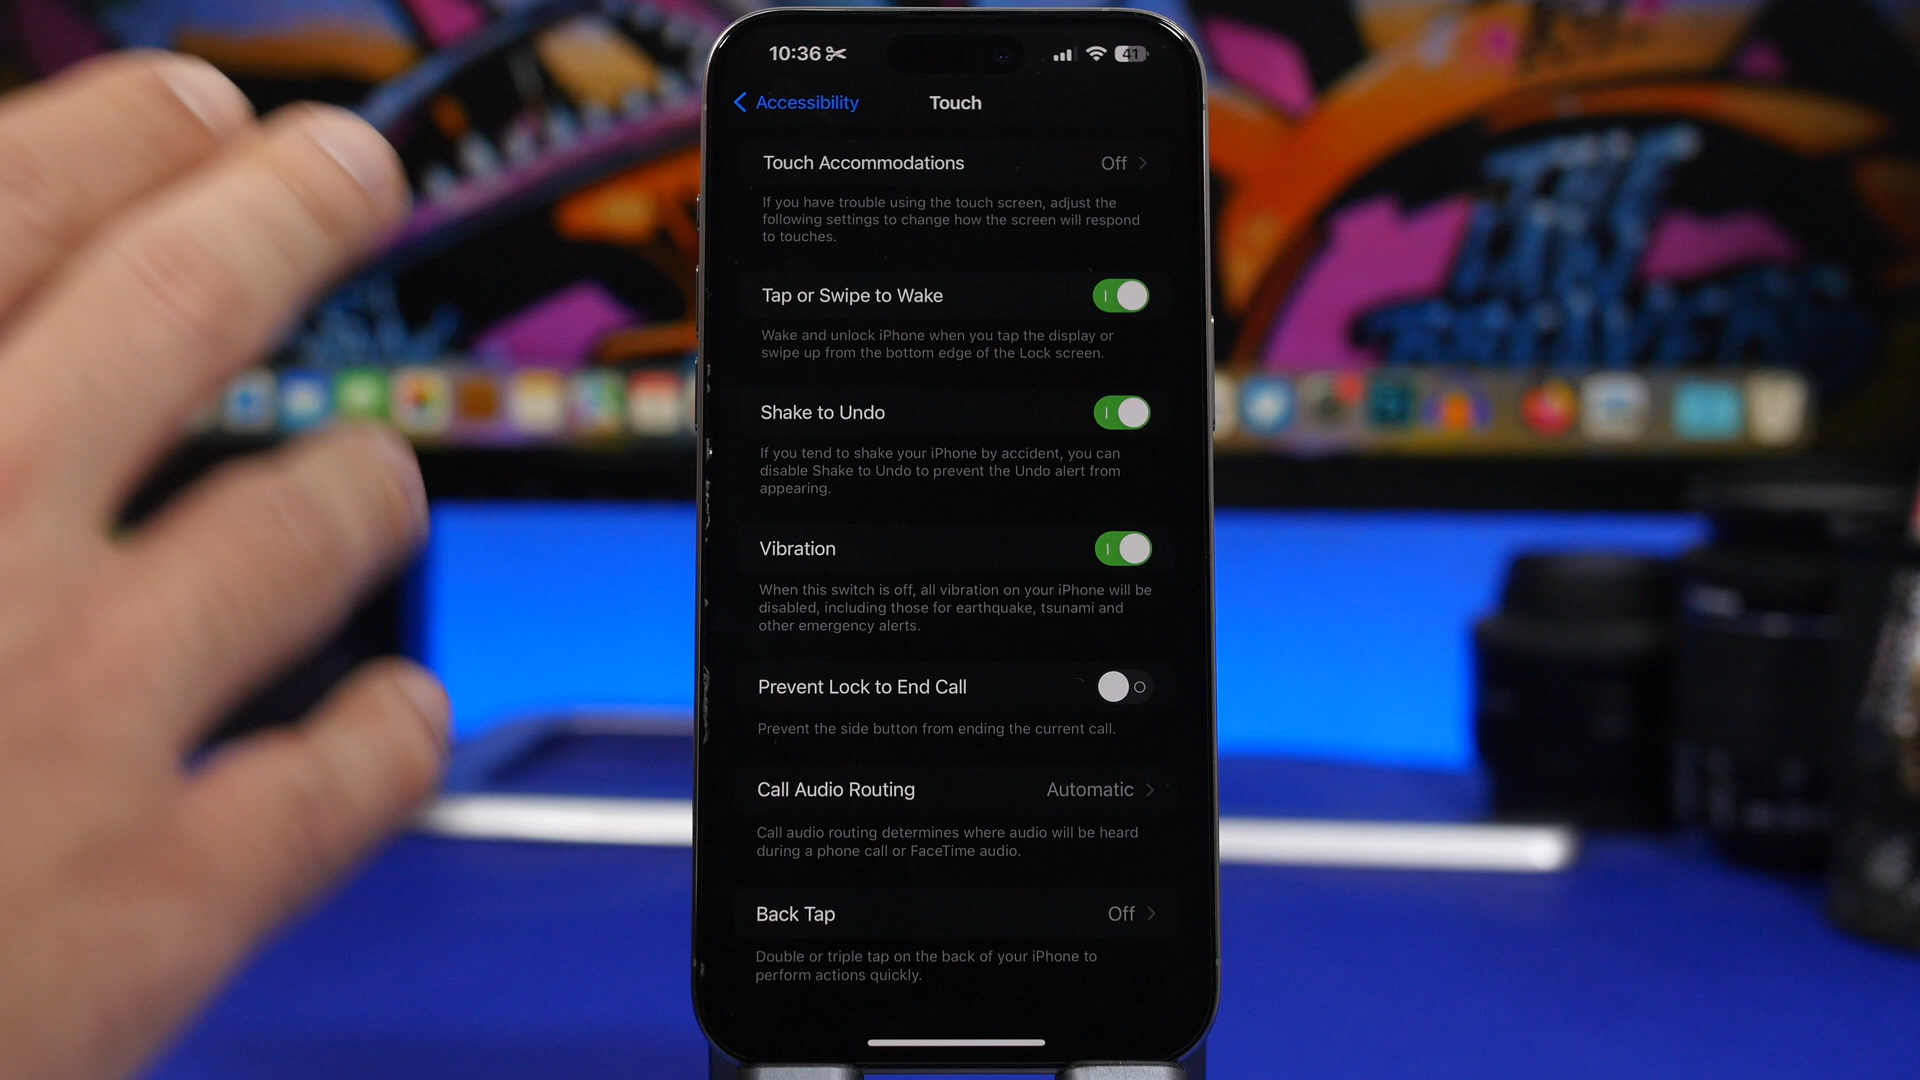 10:36
41
Accessibility
Touch
Touch Accommodations
Off
If you have trouble using the touch screen, adjust the
following settings to change how the screen will respond
to touches.
Tap or Swipe to Wake
Wake and unlock iPhone when you tap the display or
swipe up from the bottom edge of the Lock screen.
Shake to Undo
If you tend to shake your iPhone by accident, you can
disable Shake to Undo to prevent the Undo alert from
appearing.
Vibration
When this switch is off, all vibration on your iPhone will be
disabled, including those for earthquake, tsunami and
other emergency alerts.
Prevent Lock to End Call
Prevent the side button from ending the current call.
Call Audio Routing
Automatic
Call audio routing determines where audio will be heard
during a phone call or FaceTime audio.
Back Tap
Off
Double or triple tap on the back of your iPhone to
perform actions quickly.